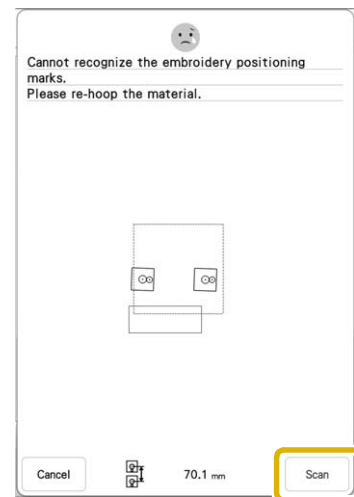 Cannot recognize the embroidery positioning
marks.
Please re-hoop the material.
Cancel
70.1 mm
Scan